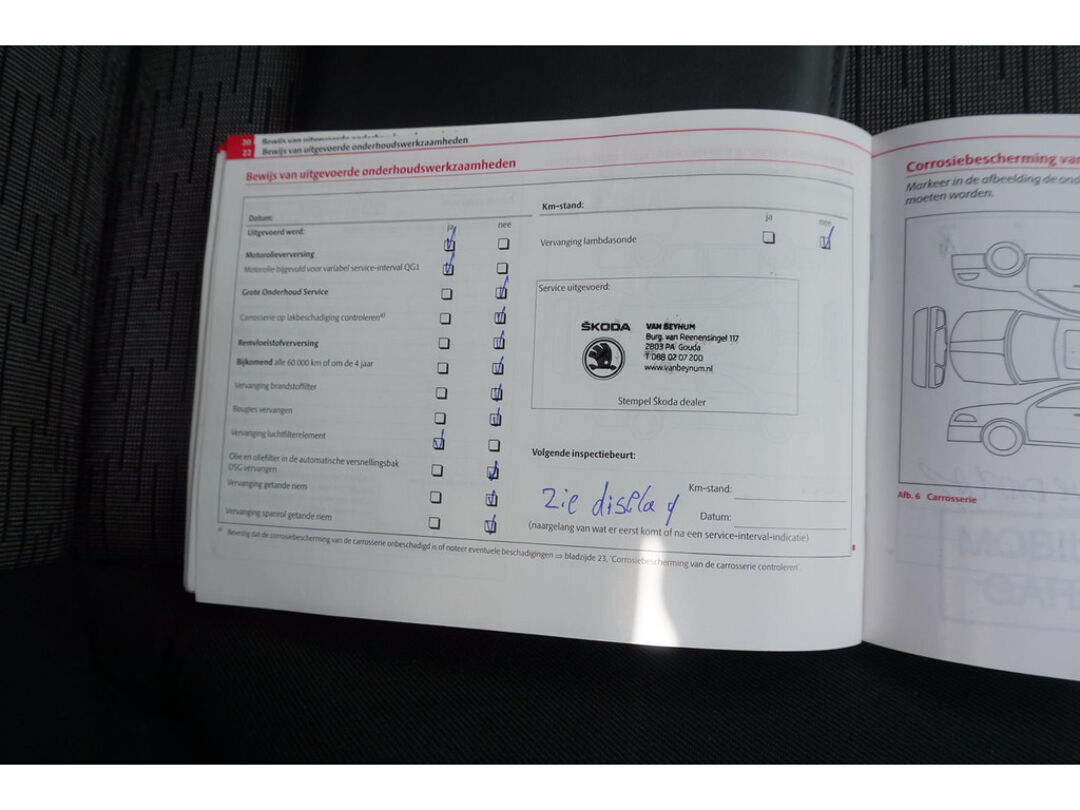 20 Bewijs van uitgevoerde
22 Bewijs van uitgevoerde onderhoudswerkzaamheden
Bewijs van uitgevoerde onderhoudswerkzaamheden
Datum:
Uitgevoerd werd:
ja
nee
Motorolieverversing
Motorolie bijgevuld voor variabel service-interval QG1
Grote Onderhoud Service
Carrosserie op lakbeschadiging controleren a)
Remvloeistofverversing
Bijkomend alle 60 000 km of om de 4 jaar
Vervanging brandstoffilter
Bougies vervangen
Vervanging luchtfilterelement
Olie en oliefilter in de automatische versnellingsbak
DSG vervangen
Vervanging getande riem
Vervanging spanrol getande riem
Km-stand:
ja
nee
Vervanging lambdasonde
Service uitgevoerd:
ŠKODA
VAN BEYNUM
Burg. van Reenensingel 117
2803 PA Gouda
T 088 02 07 200
www.vanbeynum.nl
Stempel Škoda dealer
Volgende inspectiebeurt:
Zie display
Km-stand:
Datum:
(naargelang van wat er eerst komt of na een service-interval-indicatie)
a) Bevestig dat de corrosiebescherming van de carrosserie onbeschadigd is of noteer eventuele beschadigingen ⇒ bladzijde 23, 'Corrosiebescherming van de carrosserie controleren'.
Corrosiebescherming
Markeer in de afbeelding de
moeten worden.
Afb. 6 Carrosserie